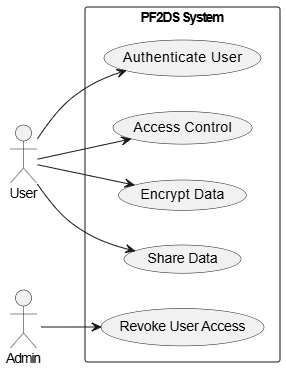 PF2DS System
Authenticate User
Access Control
User
Encrypt Data
Share Data
Revoke User Access
Admin